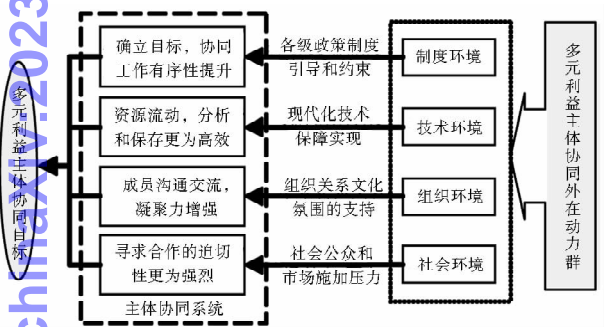 chinaXiv:2023
多元利益主体协同目标
确立目标，协同
工作有序性提升
资源流动，分析
和保存更为高效
成员沟通交流，
凝聚力增强
寻求合作的迫切
性更为强烈
主体协同系统
各级政策制度
引导和约束
现代化技术
保障实现
组织关系文化
氛围的支持
社会公众和
市场施加压力
制度环境
技术环境
组织环境
社会环境
多元利益主体协同外在动力群